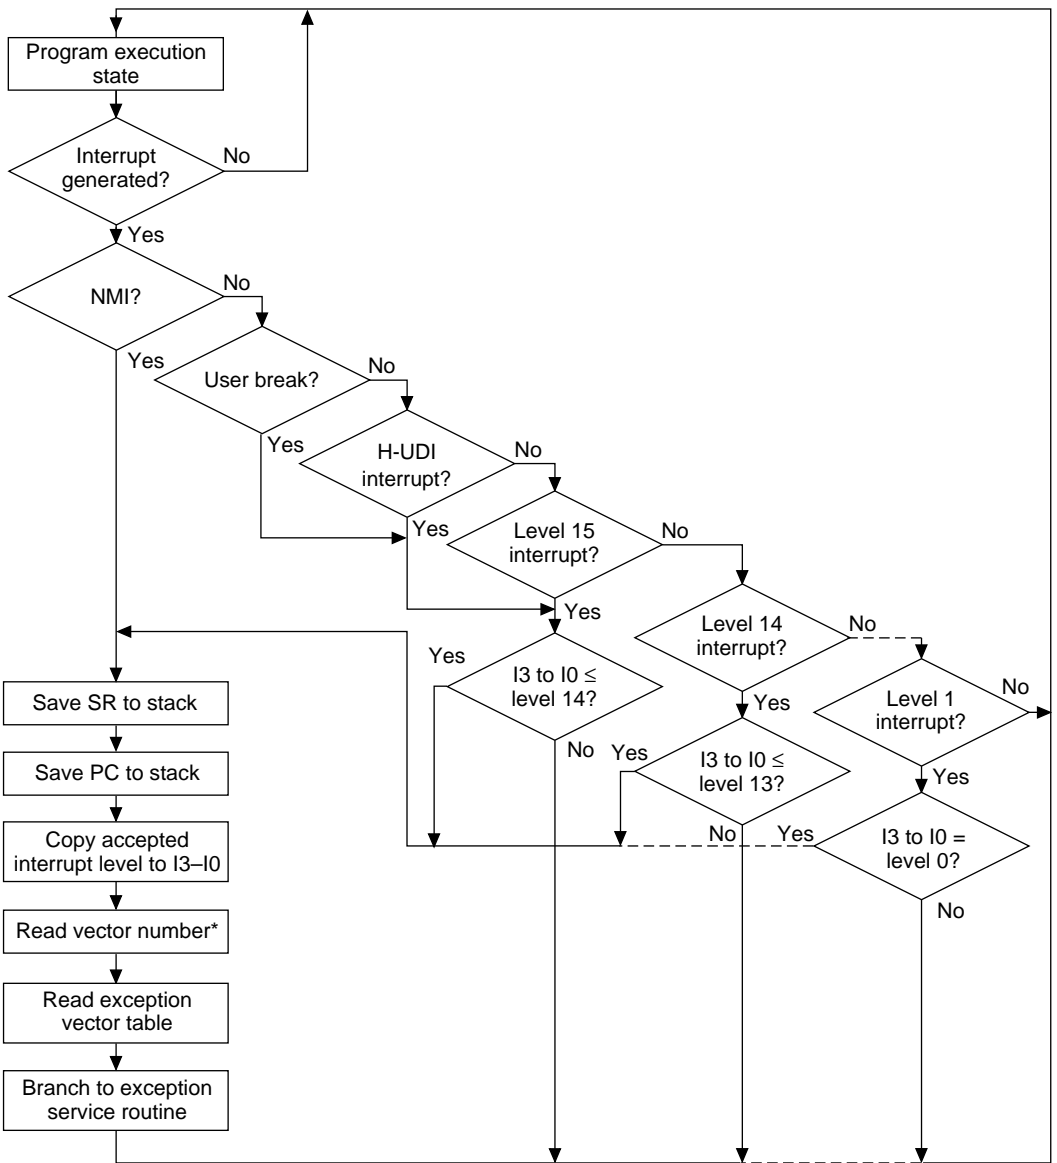 Program execution
state
Interrupt
generated?
No
Yes
NMI?
No
Yes
User break?
No
Yes
H-UDI
interrupt?
No
Yes
Level 15
interrupt?
No
Yes
Level 14
interrupt?
No
Yes
Level 1
interrupt?
No
Yes
I3 to I0 ≤
level 14?
Yes
No
I3 to I0 ≤
level 13?
Yes
No
I3 to I0 =
level 0?
Yes
No
Save SR to stack
Save PC to stack
Copy accepted
interrupt level to I3–I0
Read vector number*
Read exception
vector table
Branch to exception
service routine